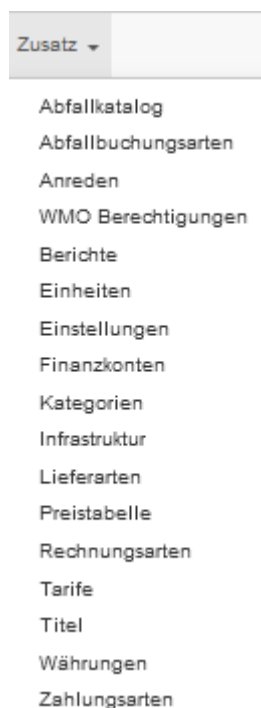 Zusatz
Abfallkatalog
Abfallbuchungsarten
Anreden
WMO Berechtigungen
Berichte
Einheiten
Einstellungen
Finanzkonten
Kategorien
Infrastruktur
Lieferarten
Preistabelle
Rechnungsarten
Tarife
Titel
Währungen
Zahlungsarten